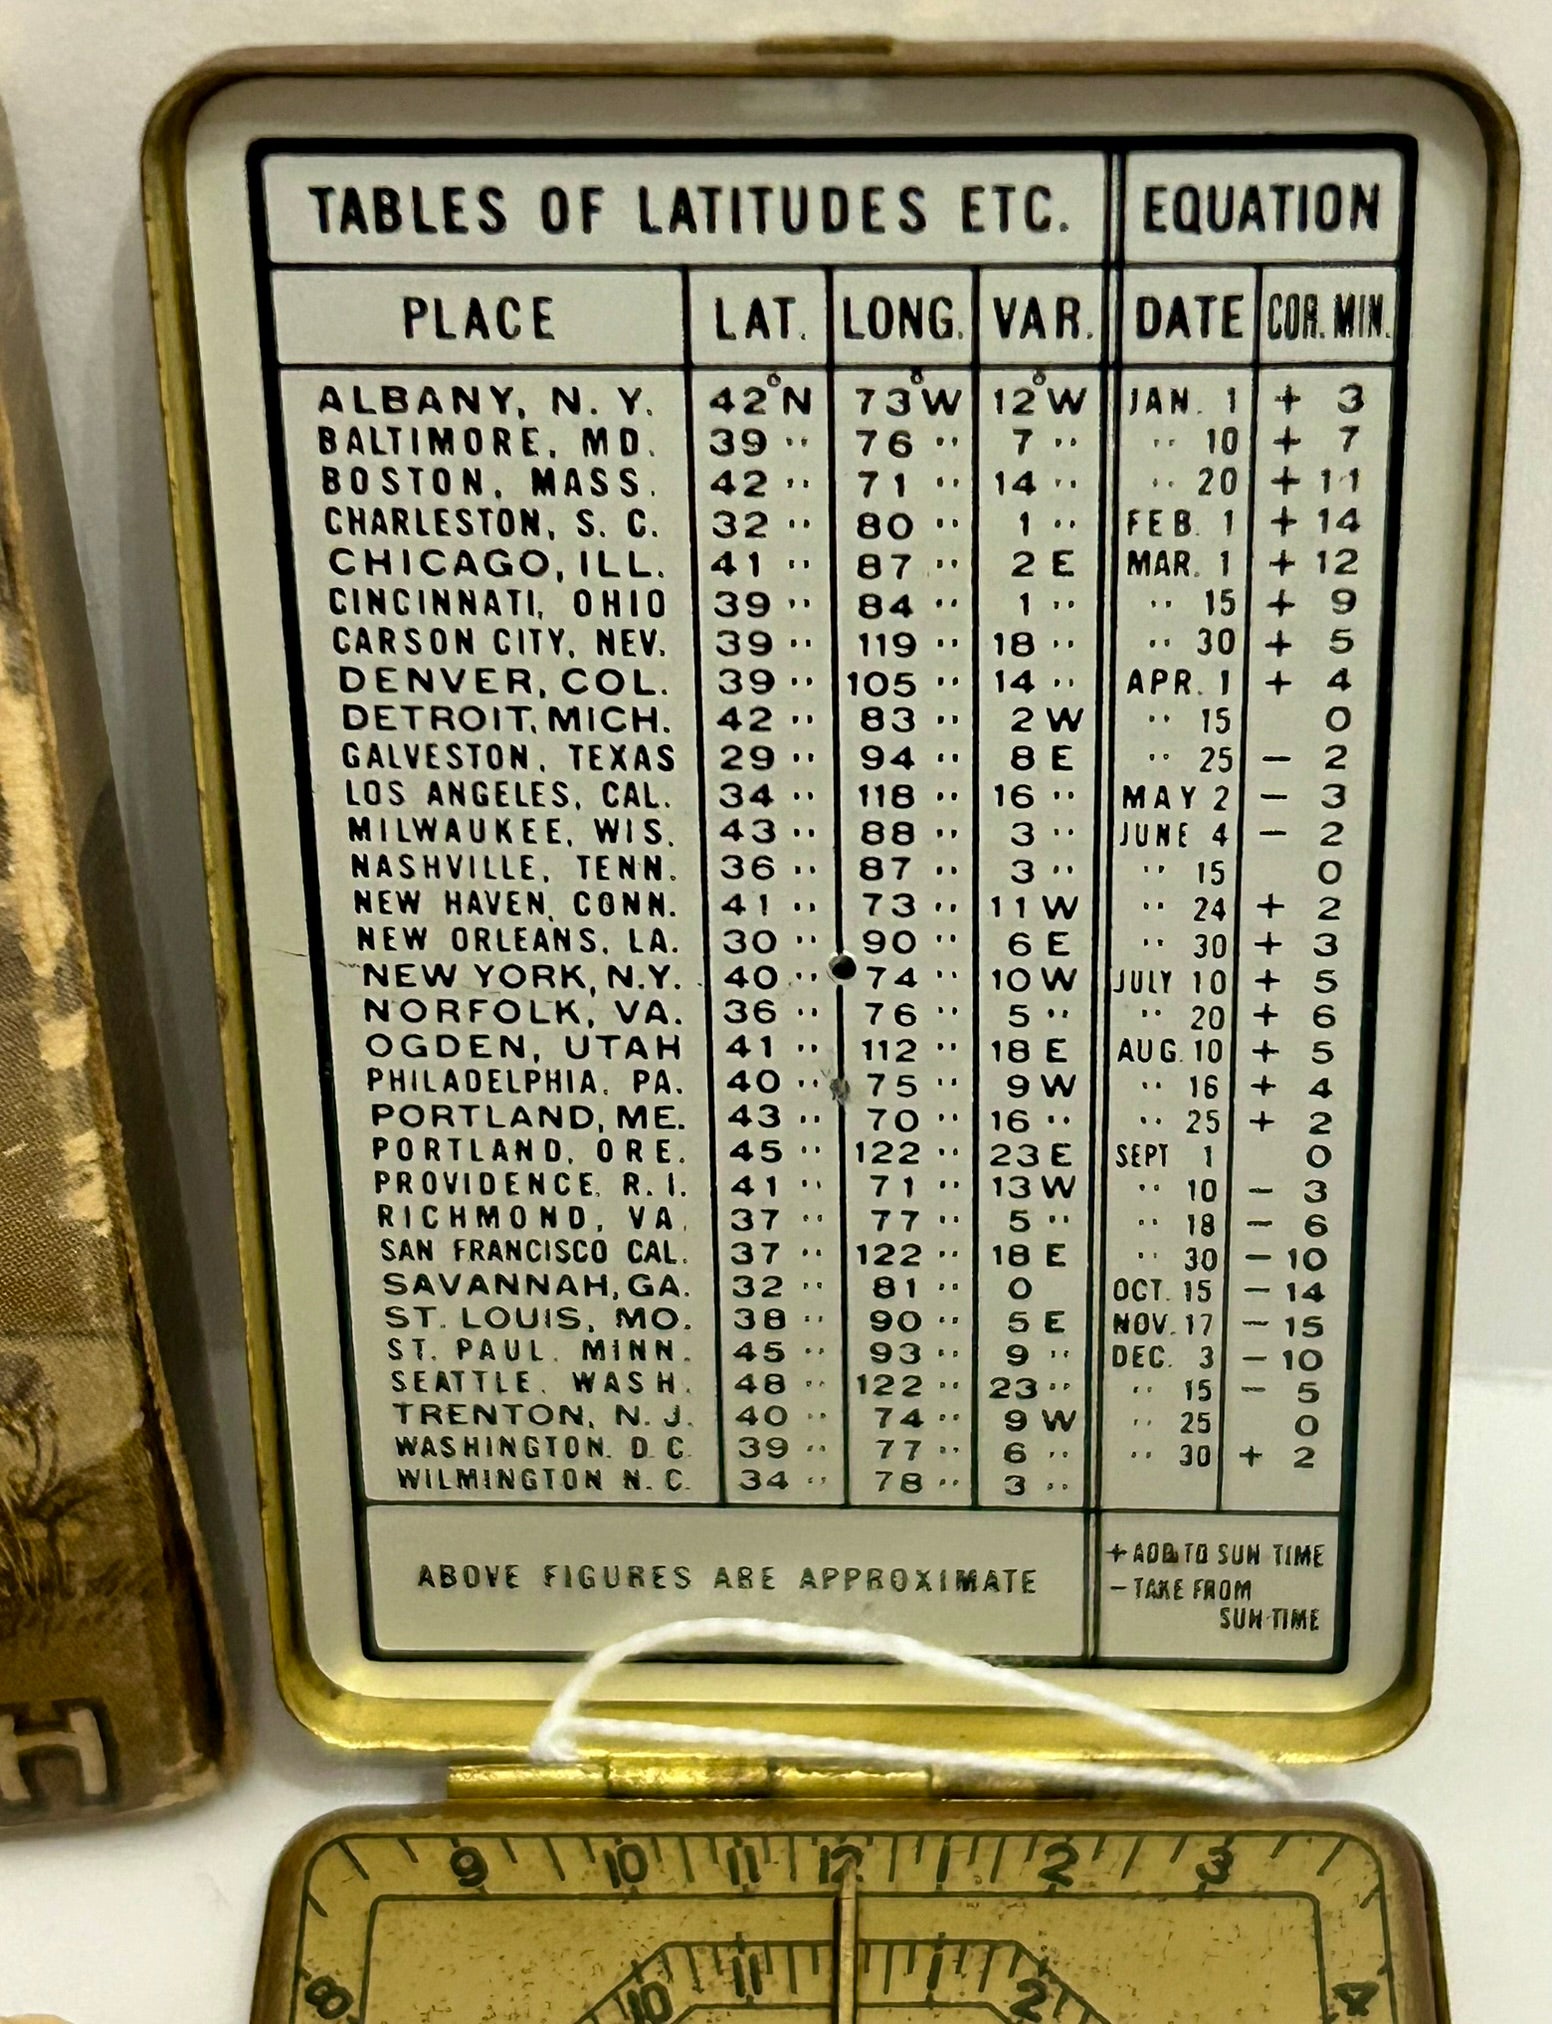 TABLES OF LATITUDES ETC. EQUATION
PLACE LAT. LONG. VAR. DATE COR. MIN.
ALBANY, N. Y. 42°N 73°W 12°W JAN. 1 + 3
BALTIMORE, MD. 39 " 76 " 7 " " 10 + 7
BOSTON, MASS. 42 " 71 " 14 " " 20 + 11
CHARLESTON, S. C. 32 " 80 " 1 " FEB. 1 + 14
CHICAGO, ILL. 41 " 87 " 2 E MAR. 1 + 12
CINCINNATI, OHIO 39 " 84 " 1 " " 15 + 9
CARSON CITY, NEV. 39 " 119 " 18 " " 30 + 5
DENVER, COL. 39 " 105 " 14 " APR. 1 + 4
DETROIT, MICH. 42 " 83 " 2 W " 15 0
GALVESTON, TEXAS 29 " 94 " 8 E " 25 - 2
LOS ANGELES, CAL. 34 " 118 " 16 " MAY 2 - 3
MILWAUKEE, WIS. 43 " 88 " 3 " JUNE 4 - 2
NASHVILLE, TENN. 36 " 87 " 3 " " 15 0
NEW HAVEN, CONN. 41 " 73 " 11 W " 24 + 2
NEW ORLEANS, LA. 30 " 90 " 6 E " 30 + 3
NEW YORK, N.Y. 40 " 74 " 10 W JULY 10 + 5
NORFOLK, VA. 36 " 76 " 5 " " 20 + 6
OGDEN, UTAH 41 " 112 " 18 E AUG. 10 + 5
PHILADELPHIA, PA. 40 " 75 " 9 W " 16 + 4
PORTLAND, ME. 43 " 70 " 16 " " 25 + 2
PORTLAND, ORE. 45 " 122 " 23 E SEPT 1 0
PROVIDENCE, R. I. 41 " 71 " 13 W " 10 - 3
RICHMOND, VA. 37 " 77 " 5 " " 18 - 6
SAN FRANCISCO CAL. 37 " 122 " 18 E " 30 - 10
SAVANNAH, GA. 32 " 81 " 0 OCT. 15 - 14
ST. LOUIS, MO. 38 " 90 " 5 E NOV. 17 - 15
ST. PAUL. MINN. 45 " 93 " 9 " DEC. 3 - 10
SEATTLE. WASH. 48 " 122 " 23 " " 15 - 5
TRENTON, N. J. 40 " 74 " 9 W " 25 0
WASHINGTON. D C. 39 " 77 " 6 " " 30 + 2
WILMINGTON N. C. 34 " 78 " 3 "
ABOVE FIGURES ARE APPROXIMATE
+ ADD TO SUN TIME
- TAKE FROM
SUN TIME
H
9 10 11 12 1 2 3
8 10 11 1 2 4